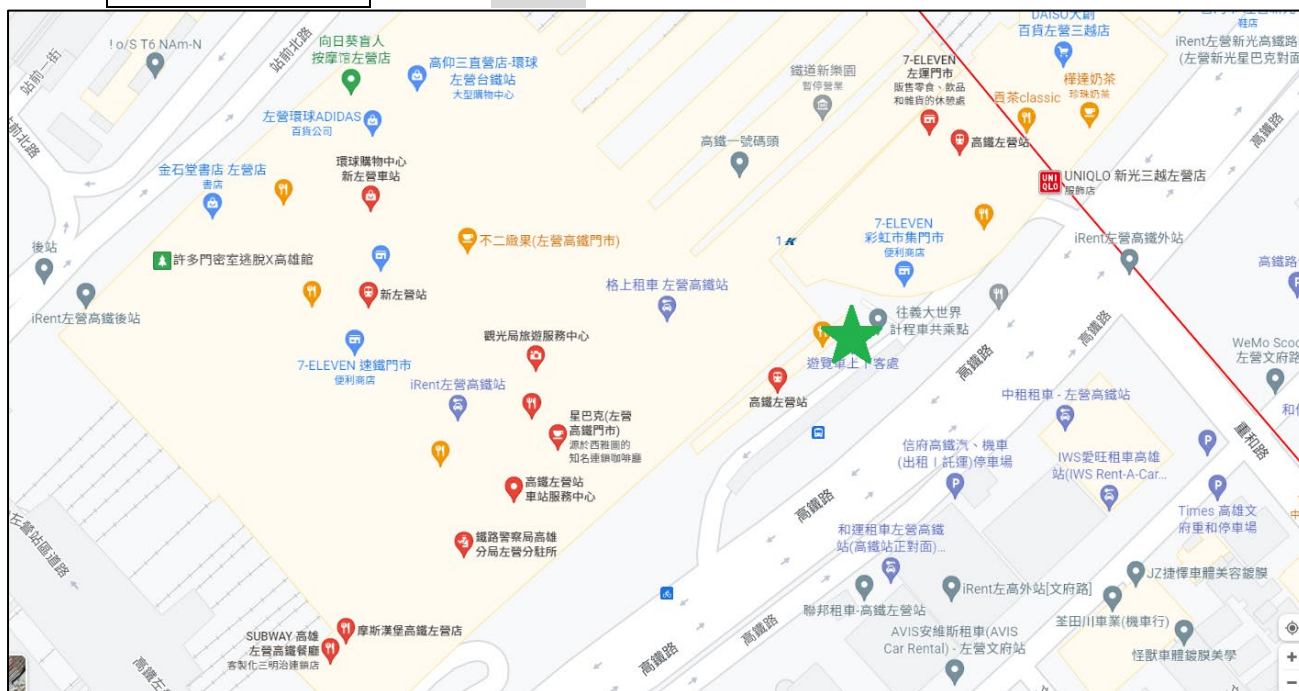 站前一街
! o/S T6 NAm-N
站前北路
向日葵盲人
按摩馆左營店
高仰三直營店-環球
左營台鐵站
大型購物中心
鐵道新樂園
暫停營業
7-ELEVEN
左運門市
販售零食、飲品
和雜貨的休憩處
DAISO大創
百貨左營三越店
鞋店
iRent左營新光高鐵路
(左營新光星巴克對面
樺達奶茶
珍珠奶茶
貢茶classic
左營環球ADIDAS
百貨公司
高鐵一號碼頭
高鐵左營站
高鐵路
前北路
金石堂書店 左營店
書店
環球購物中心
新左營車站
UNIQLO
UNIQLO 新光三越左營店
服飾店
7-ELEVEN
彩虹市集門市
便利商店
不二緻果(左營高鐵門市)
1
iRent左營高鐵外站
後站
許多門密室逃脫X高雄館
高鐵路
格上租車 左營高鐵站
新左營站
iRent左營高鐵後站
往義大世界
計程車共乘點
觀光局旅遊服務中心
高鐵路
高鐵路
WeMo Scoo
左營文府路
7-ELEVEN 速鐵門市
便利商店
遊覽車上下客處
iRent左營高鐵站
高鐵左營站
中租租車 - 左營高鐵站
和
星巴克(左營
高鐵門市)
源於西雅圖的
知名連鎖咖啡廳
信府高鐵汽、機車
(出租|託運)停車場
重和路
IWS愛旺租車高雄
站(IWS Rent-A-Car...
高鐵左營站
車站服務中心
高鐵路
Times 高雄文
府重和停車場
中
左營站區道路
鐵路警察局高雄
分局左營分駐所
和運租車左營高鐵
站(高鐵站正對面)...
JZ捷懌車體美容鍍膜
iRent左高外站[文府路]
聯邦租車-高鐵左營站
荃田川車業(機車行)
SUBWAY 高雄
左營高鐵餐廳
客製化三明治連鎖店
摩斯漢堡高鐵左營店
高鐵路
AVIS安維斯租車(AVIS
Car Rental) - 左營文府站
怪獸車體鍍膜美學
高鐵路
高鐵左